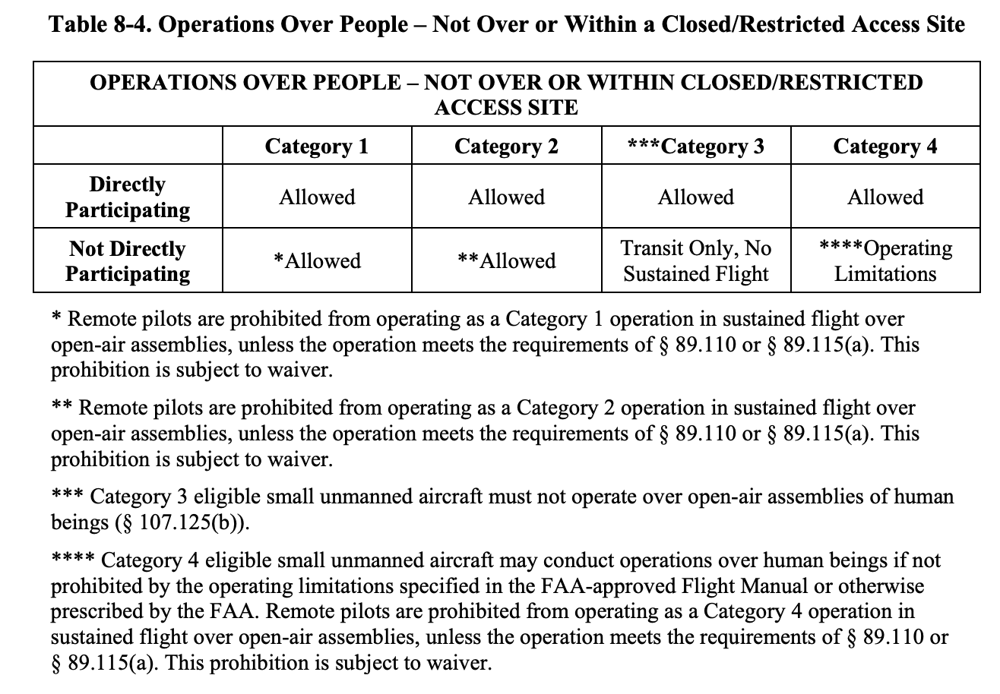 Table 8-4. Operations Over People – Not Over or Within a Closed/Restricted Access Site
OPERATIONS OVER PEOPLE – NOT OVER OR WITHIN CLOSED/RESTRICTED
ACCESS SITE
Category 1 Category 2 ***Category 3 Category 4
Directly
Participating
Allowed Allowed Allowed Allowed
Not Directly
Participating
*Allowed **Allowed
Transit Only, No
Sustained Flight
****Operating
Limitations
* Remote pilots are prohibited from operating as a Category 1 operation in sustained flight over
open-air assemblies, unless the operation meets the requirements of § 89.110 or § 89.115(a). This
prohibition is subject to waiver.
** Remote pilots are prohibited from operating as a Category 2 operation in sustained flight over
open-air assemblies, unless the operation meets the requirements of § 89.110 or § 89.115(a). This
prohibition is subject to waiver.
*** Category 3 eligible small unmanned aircraft must not operate over open-air assemblies of human
beings (§ 107.125(b)).
**** Category 4 eligible small unmanned aircraft may conduct operations over human beings if not
prohibited by the operating limitations specified in the FAA-approved Flight Manual or otherwise
prescribed by the FAA. Remote pilots are prohibited from operating as a Category 4 operation in
sustained flight over open-air assemblies, unless the operation meets the requirements of § 89.110 or
§ 89.115(a). This prohibition is subject to waiver.